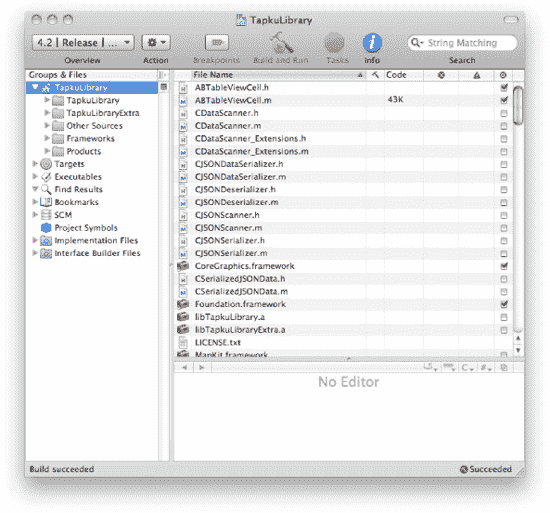 TapkuLibrary
4.2 | Release | ...
Overview
Action
Breakpoints
Build and Run
Tasks
Info
String Matching
Search
Groups & Files
File Name
Code
TapkuLibrary
TapkuLibrary
TapkuLibraryExtra
Other Sources
Frameworks
Products
Targets
Executables
Find Results
Bookmarks
SCM
Project Symbols
Implementation Files
Interface Builder Files
ABTableViewCell.h
ABTableViewCell.m 43K
CDataScanner.h
CDataScanner.m
CDataScanner_Extensions.h
CDataScanner_Extensions.m
CJSONDataSerializer.h
CJSONDataSerializer.m
CJSONDeserializer.h
CJSONDeserializer.m
CJSONScanner.h
CJSONScanner.m
CJSONSerializer.h
CJSONSerializer.m
CoreGraphics.framework
CSerializedJSONData.h
CSerializedJSONData.m
Foundation.framework
libTapkuLibrary.a
libTapkuLibraryExtra.a
LICENSE.txt
MapKit.framework
No Editor
Build succeeded
Succeeded